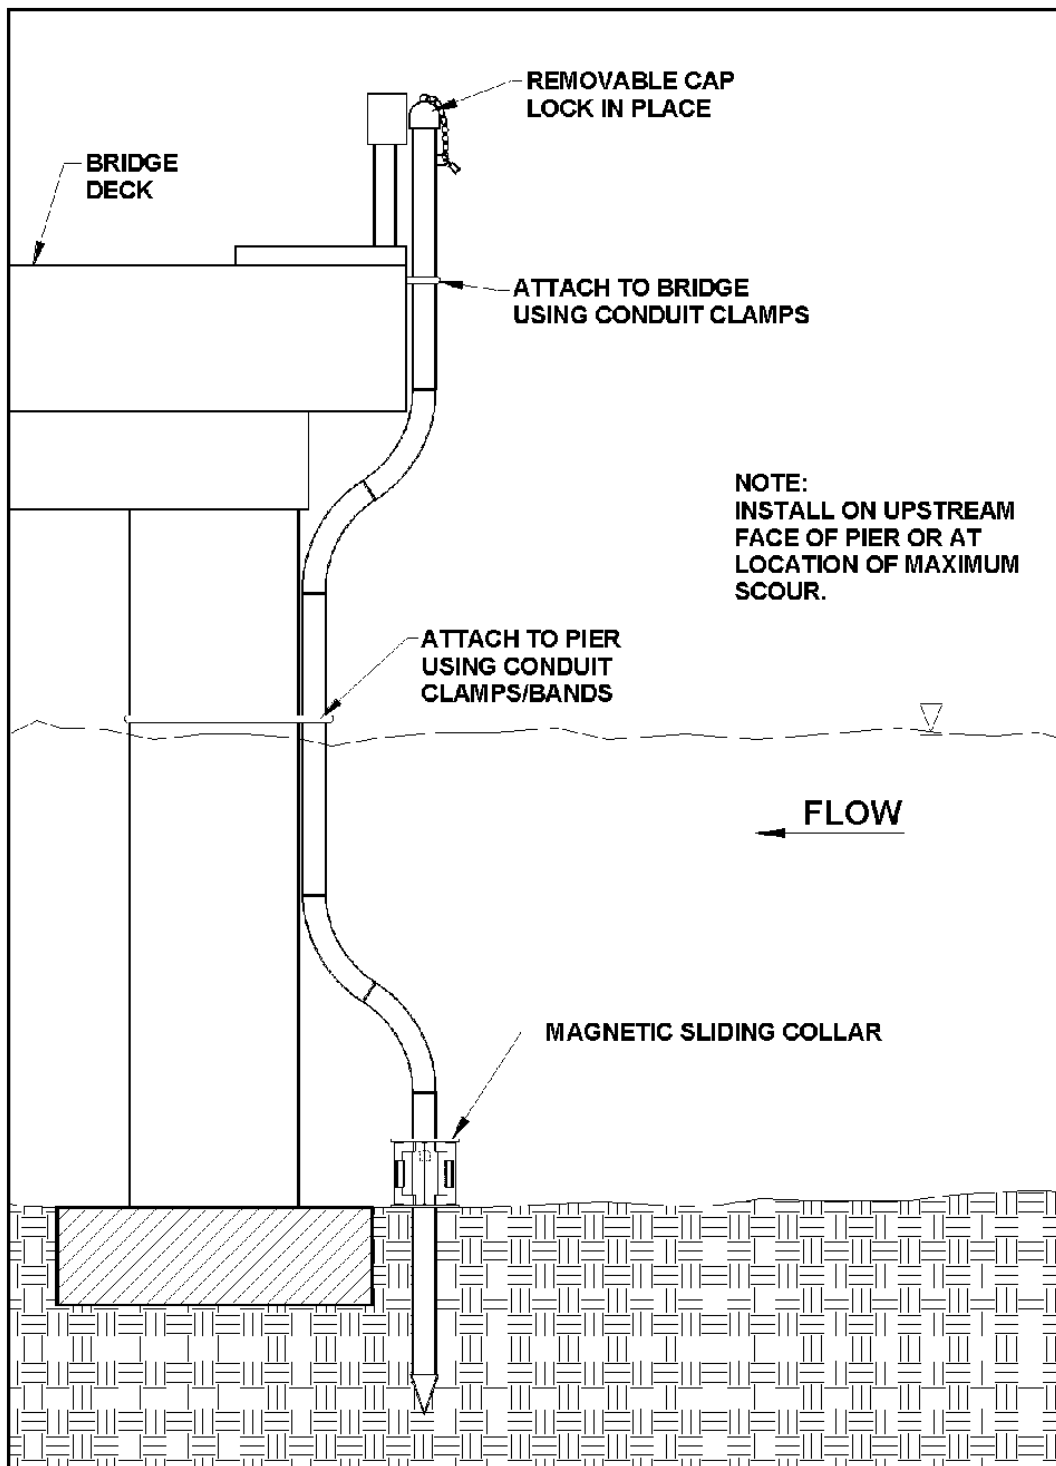 REMOVABLE CAP
LOCK IN PLACE
BRIDGE
DECK
ATTACH TO BRIDGE
USING CONDUIT CLAMPS
NOTE:
INSTALL ON UPSTREAM
FACE OF PIER OR AT
LOCATION OF MAXIMUM
SCOUR.
ATTACH TO PIER
USING CONDUIT
CLAMPS/BANDS
FLOW
MAGNETIC SLIDING COLLAR